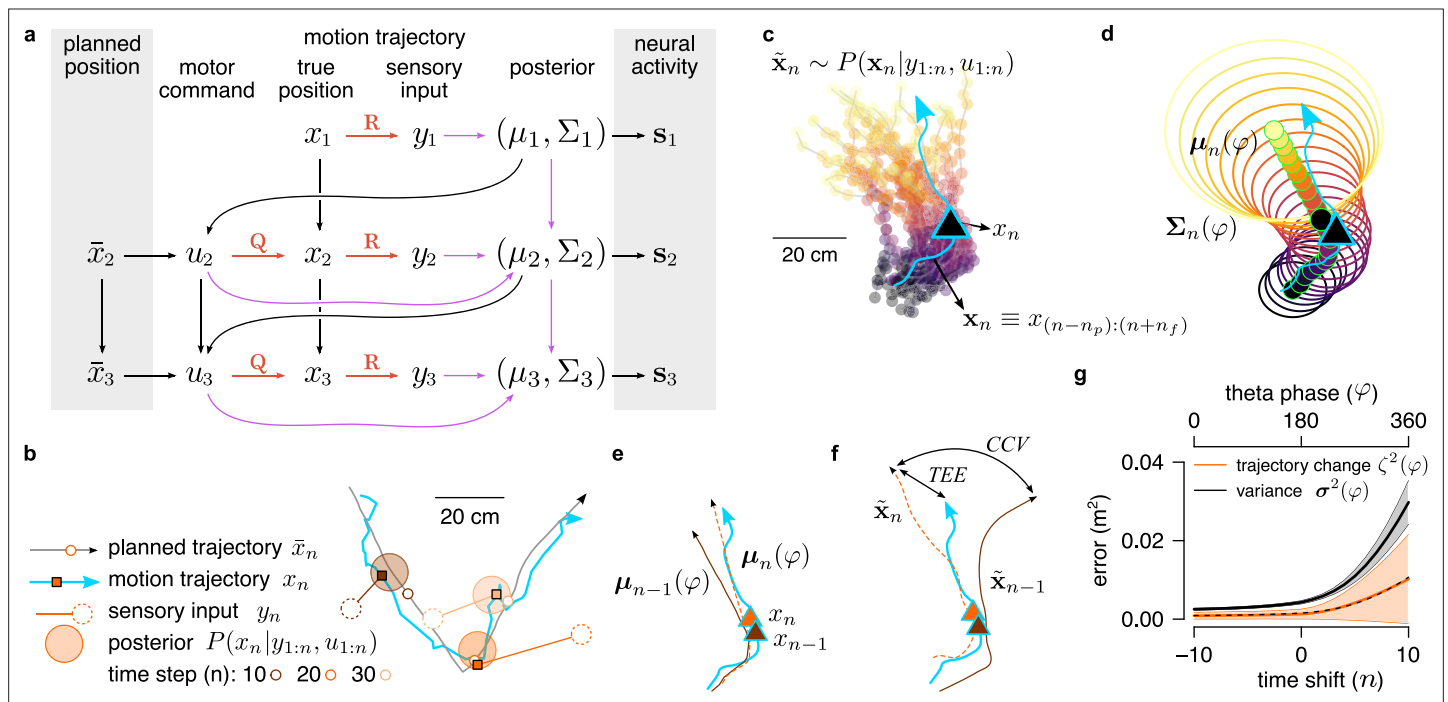 a
planned position
motor command
motion trajectory
true position
sensory input
posterior
neural activity
x₁ R y₁ (μ₁, Σ₁) s₁
x̄₂ u₂ Q x₂ R y₂ (μ₂, Σ₂) s₂
x̄₃ u₃ Q x₃ R y₃ (μ₃, Σ₃) s₃
b
20 cm
planned trajectory x̄ₙ
motion trajectory xₙ
sensory input yₙ
posterior P(xₙ|y₁:ₙ, u₁:ₙ)
time step (n): 10 20 30
c
x̃ₙ ∼ P(xₙ|y₁:ₙ, u₁:ₙ)
20 cm
xₙ
xₙ ≡ x₍ₙ₋ₙₚ₎:₍ₙ₊ₙf₎
d
μₙ(φ)
Σₙ(φ)
e
μₙ₋₁(φ)
μₙ(φ)
xₙ
xₙ₋₁
f
CCV
TEE
x̃ₙ
x̃ₙ₋₁
g
theta phase (φ)
0 180 360
trajectory change ζ²(φ)
variance σ²(φ)
error (m²)
0.04
0.02
0.00
−10 0 10
time shift (n)